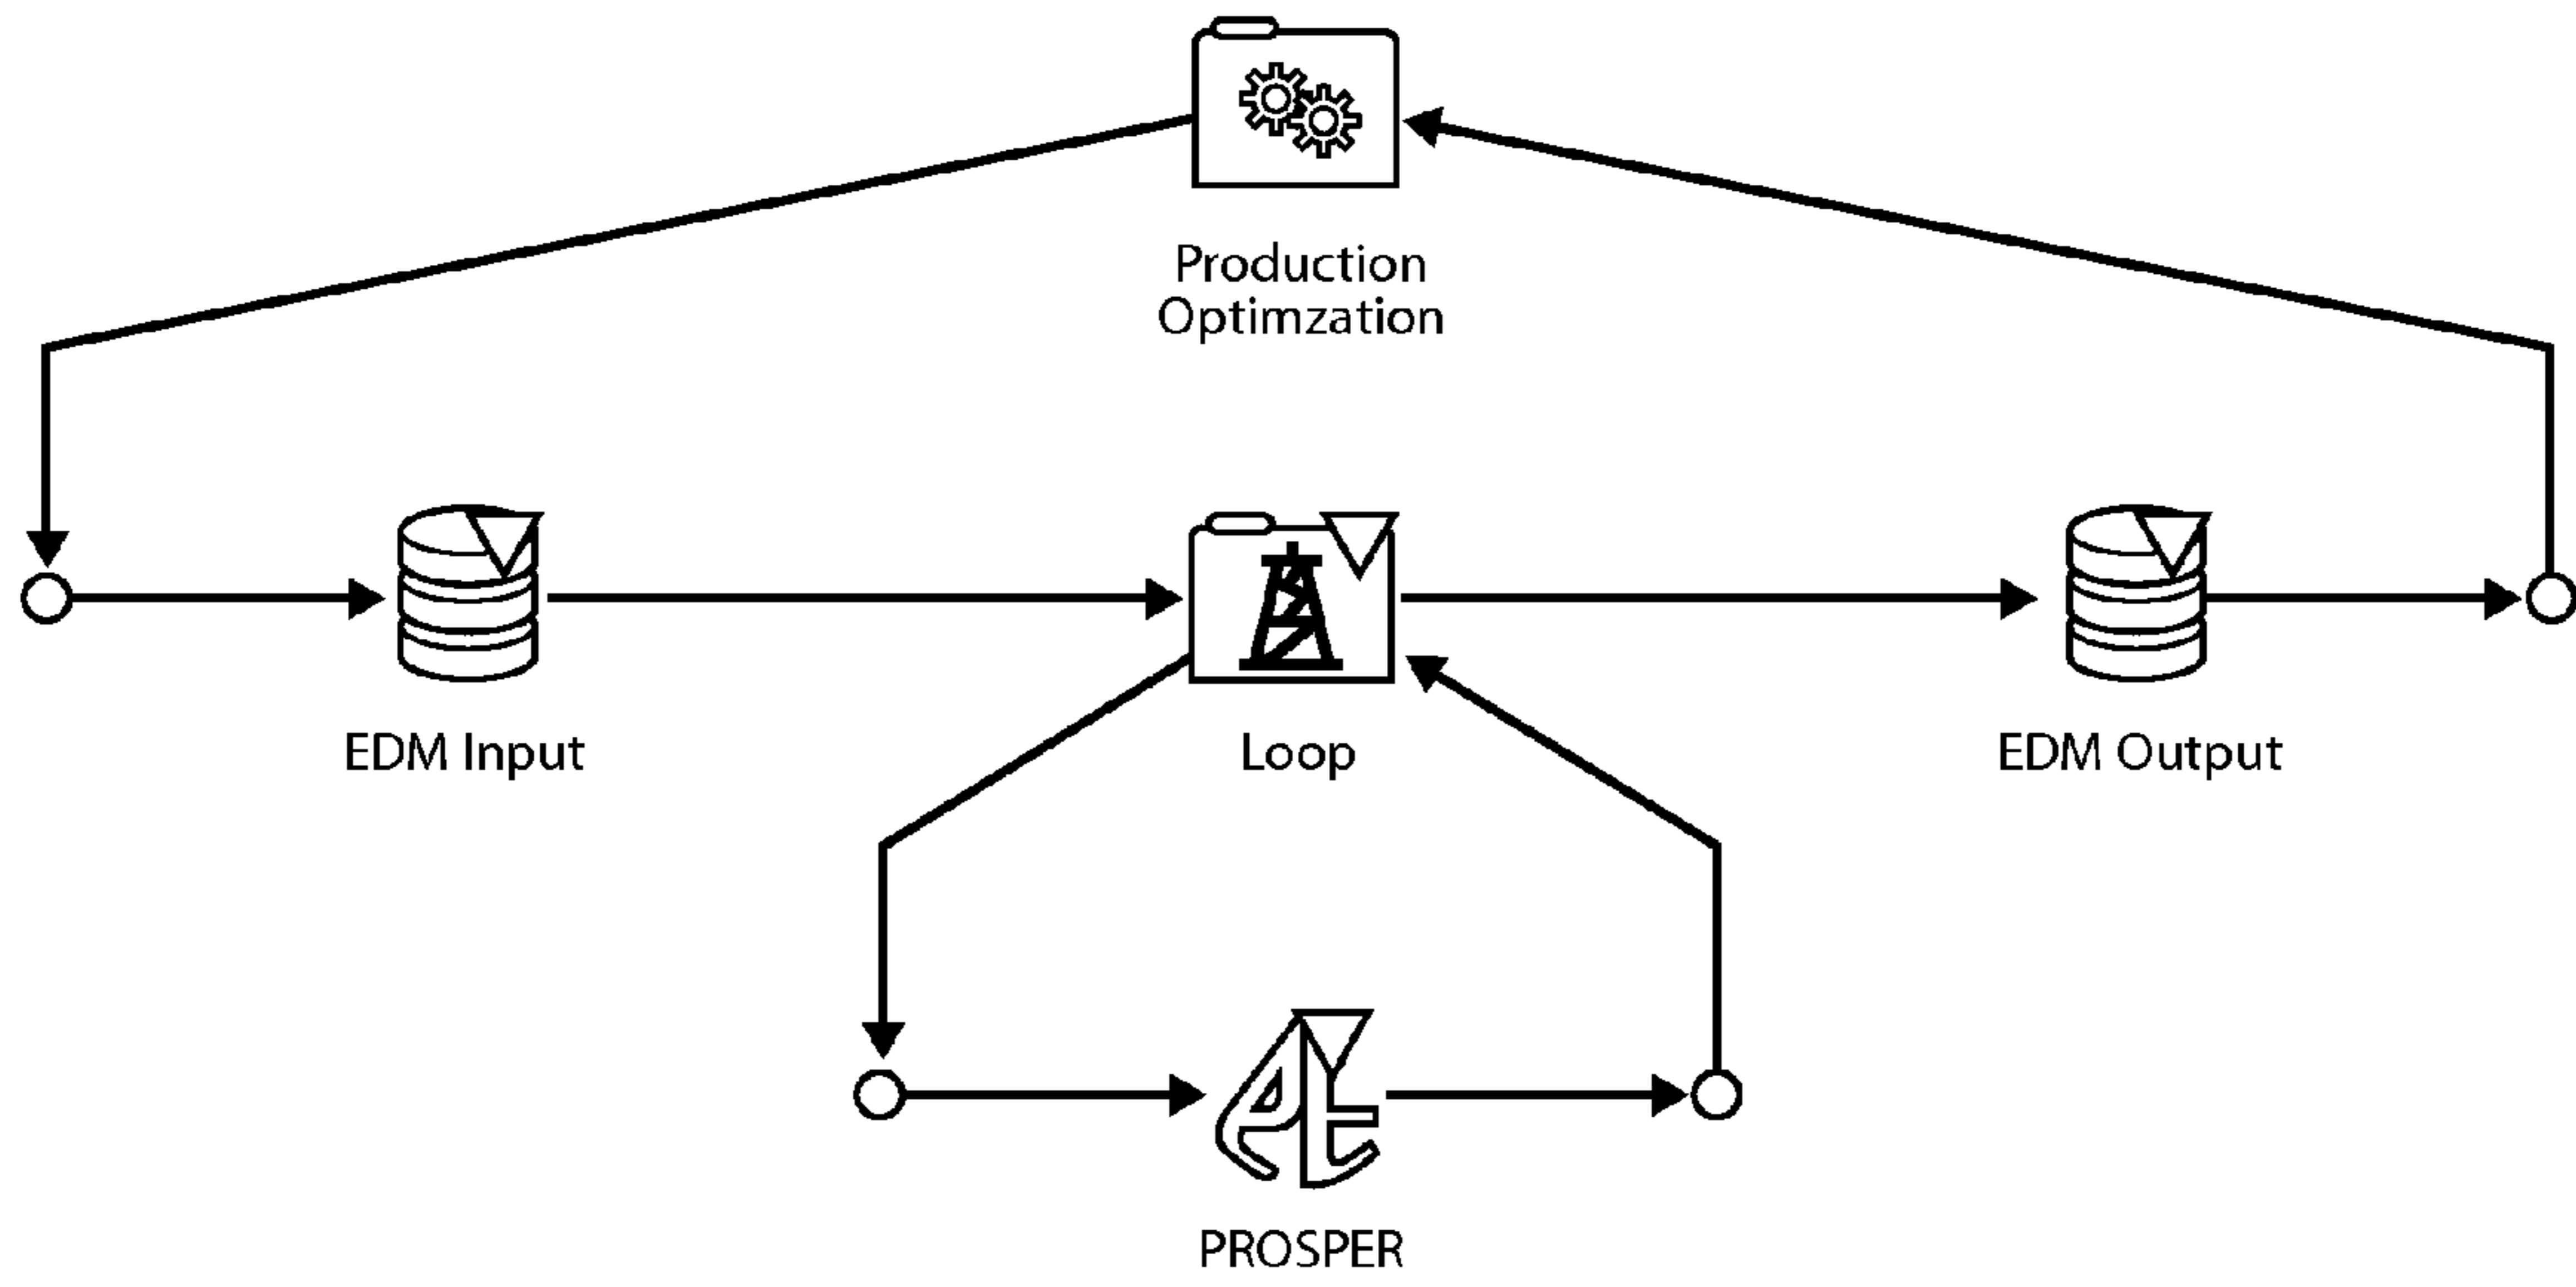 Production
Optimzation
EDM Input
Loop
EDM Output
PROSPER